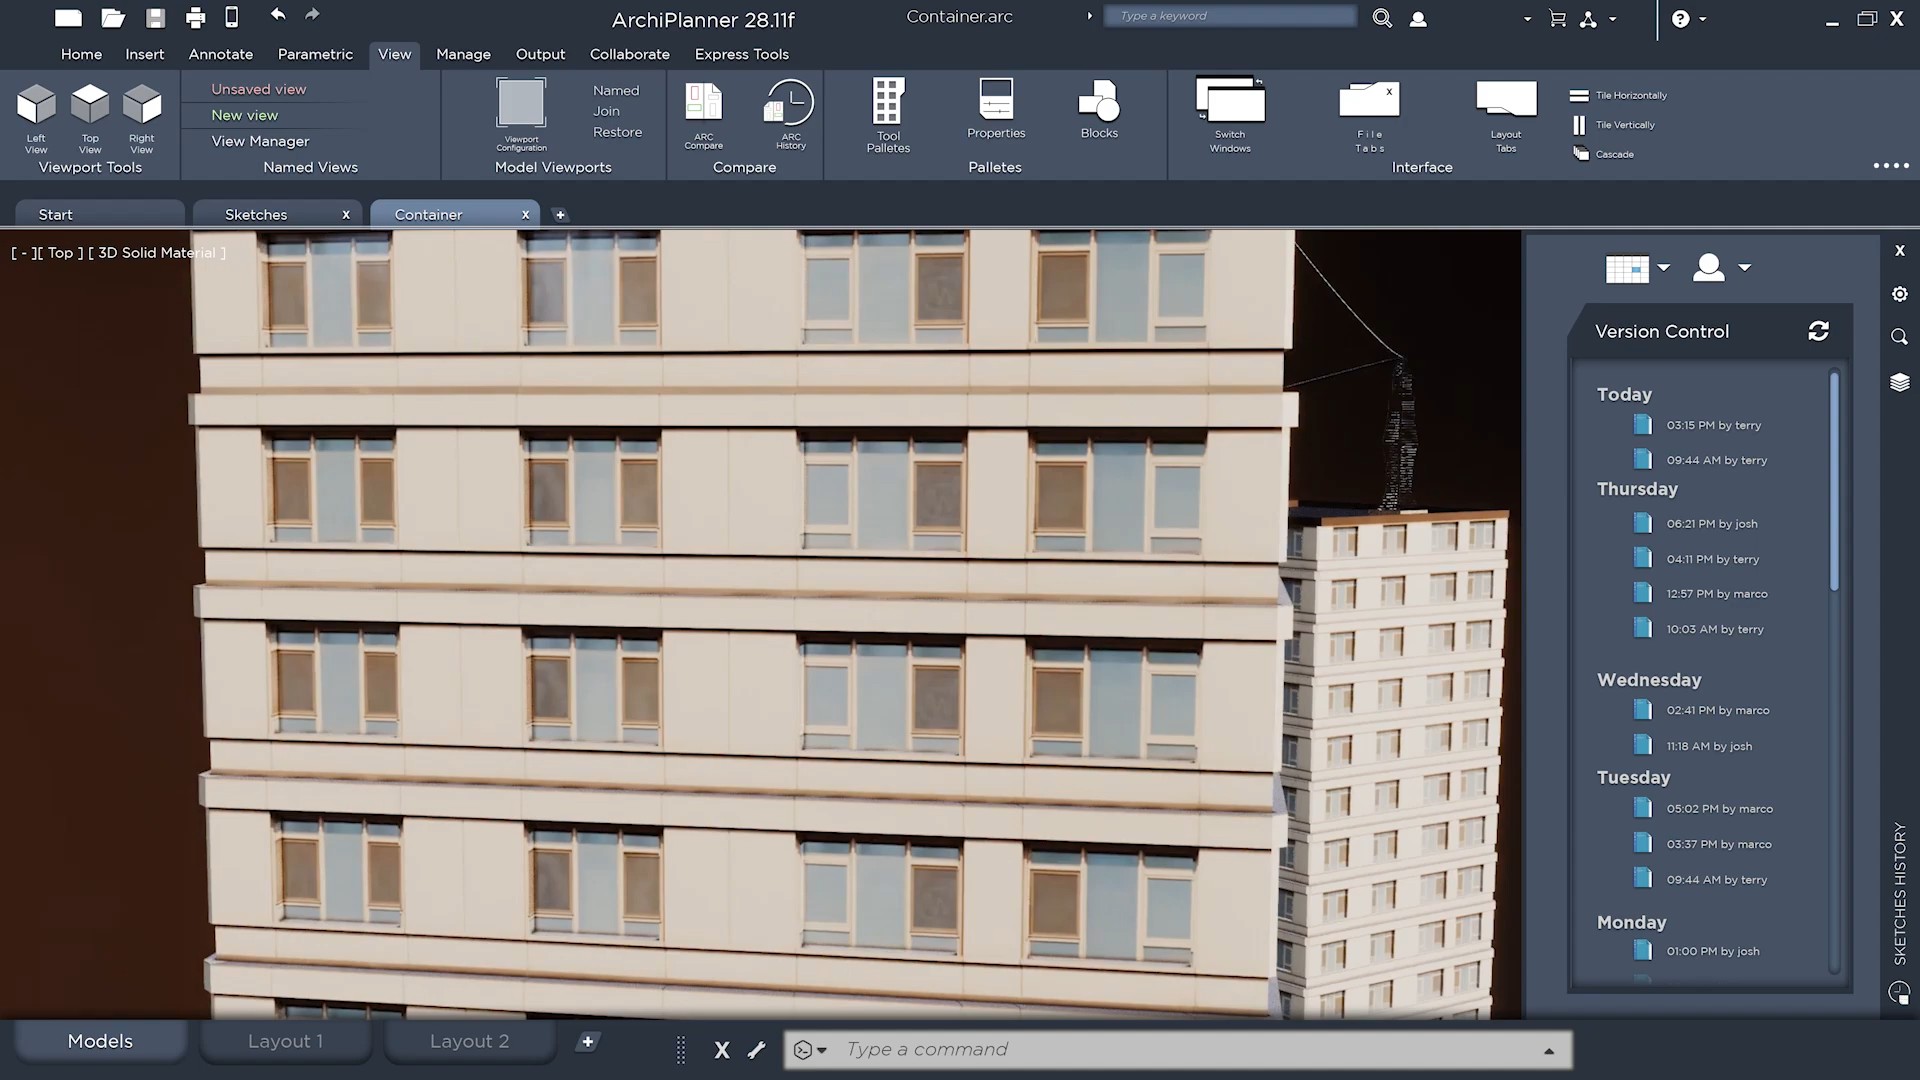 ArchiPlanner 28.11f
Container.arc
Type a keyword
?
X
Home
Insert
Annotate
Parametric
View
Manage
Output
Collaborate
Express Tools
Left
View
Top
View
Right
View
Viewport Tools
Unsaved view
New view
View Manager
Named Views
Viewport
Configuration
Named
Join
Restore
Model Viewports
ARC
Compare
ARC
History
Compare
Tool
Palletes
Properties
Blocks
Palletes
Switch
Windows
X
File
Tabs
Layout
Tabs
Tile Horizontally
Tile Vertically
Cascade
Interface
Start
Sketches x
Container x
+
[ - ][ Top ] [ 3D Solid Material ]
X
Version Control
Today
03:15 PM by terry
09:44 AM by terry
Thursday
06:21 PM by josh
04:11 PM by terry
12:57 PM by marco
10:03 AM by terry
Wednesday
02:41 PM by marco
11:18 AM by josh
Tuesday
05:02 PM by marco
03:37 PM by marco
09:44 AM by terry
Monday
01:00 PM by josh
SKETCHES HISTORY
Models
Layout 1
Layout 2
+
X
Type a command